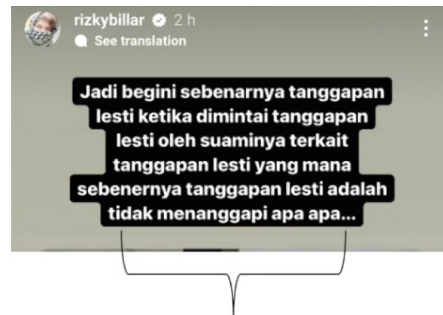 rizkybillar 2 h
See translation
Jadi begini sebenarnya tanggapan
lesti ketika dimintai tanggapan
lesti oleh suaminya terkait
tanggapan lesti yang mana
sebenernya tanggapan lesti adalah
tidak menanggapi apa apa...